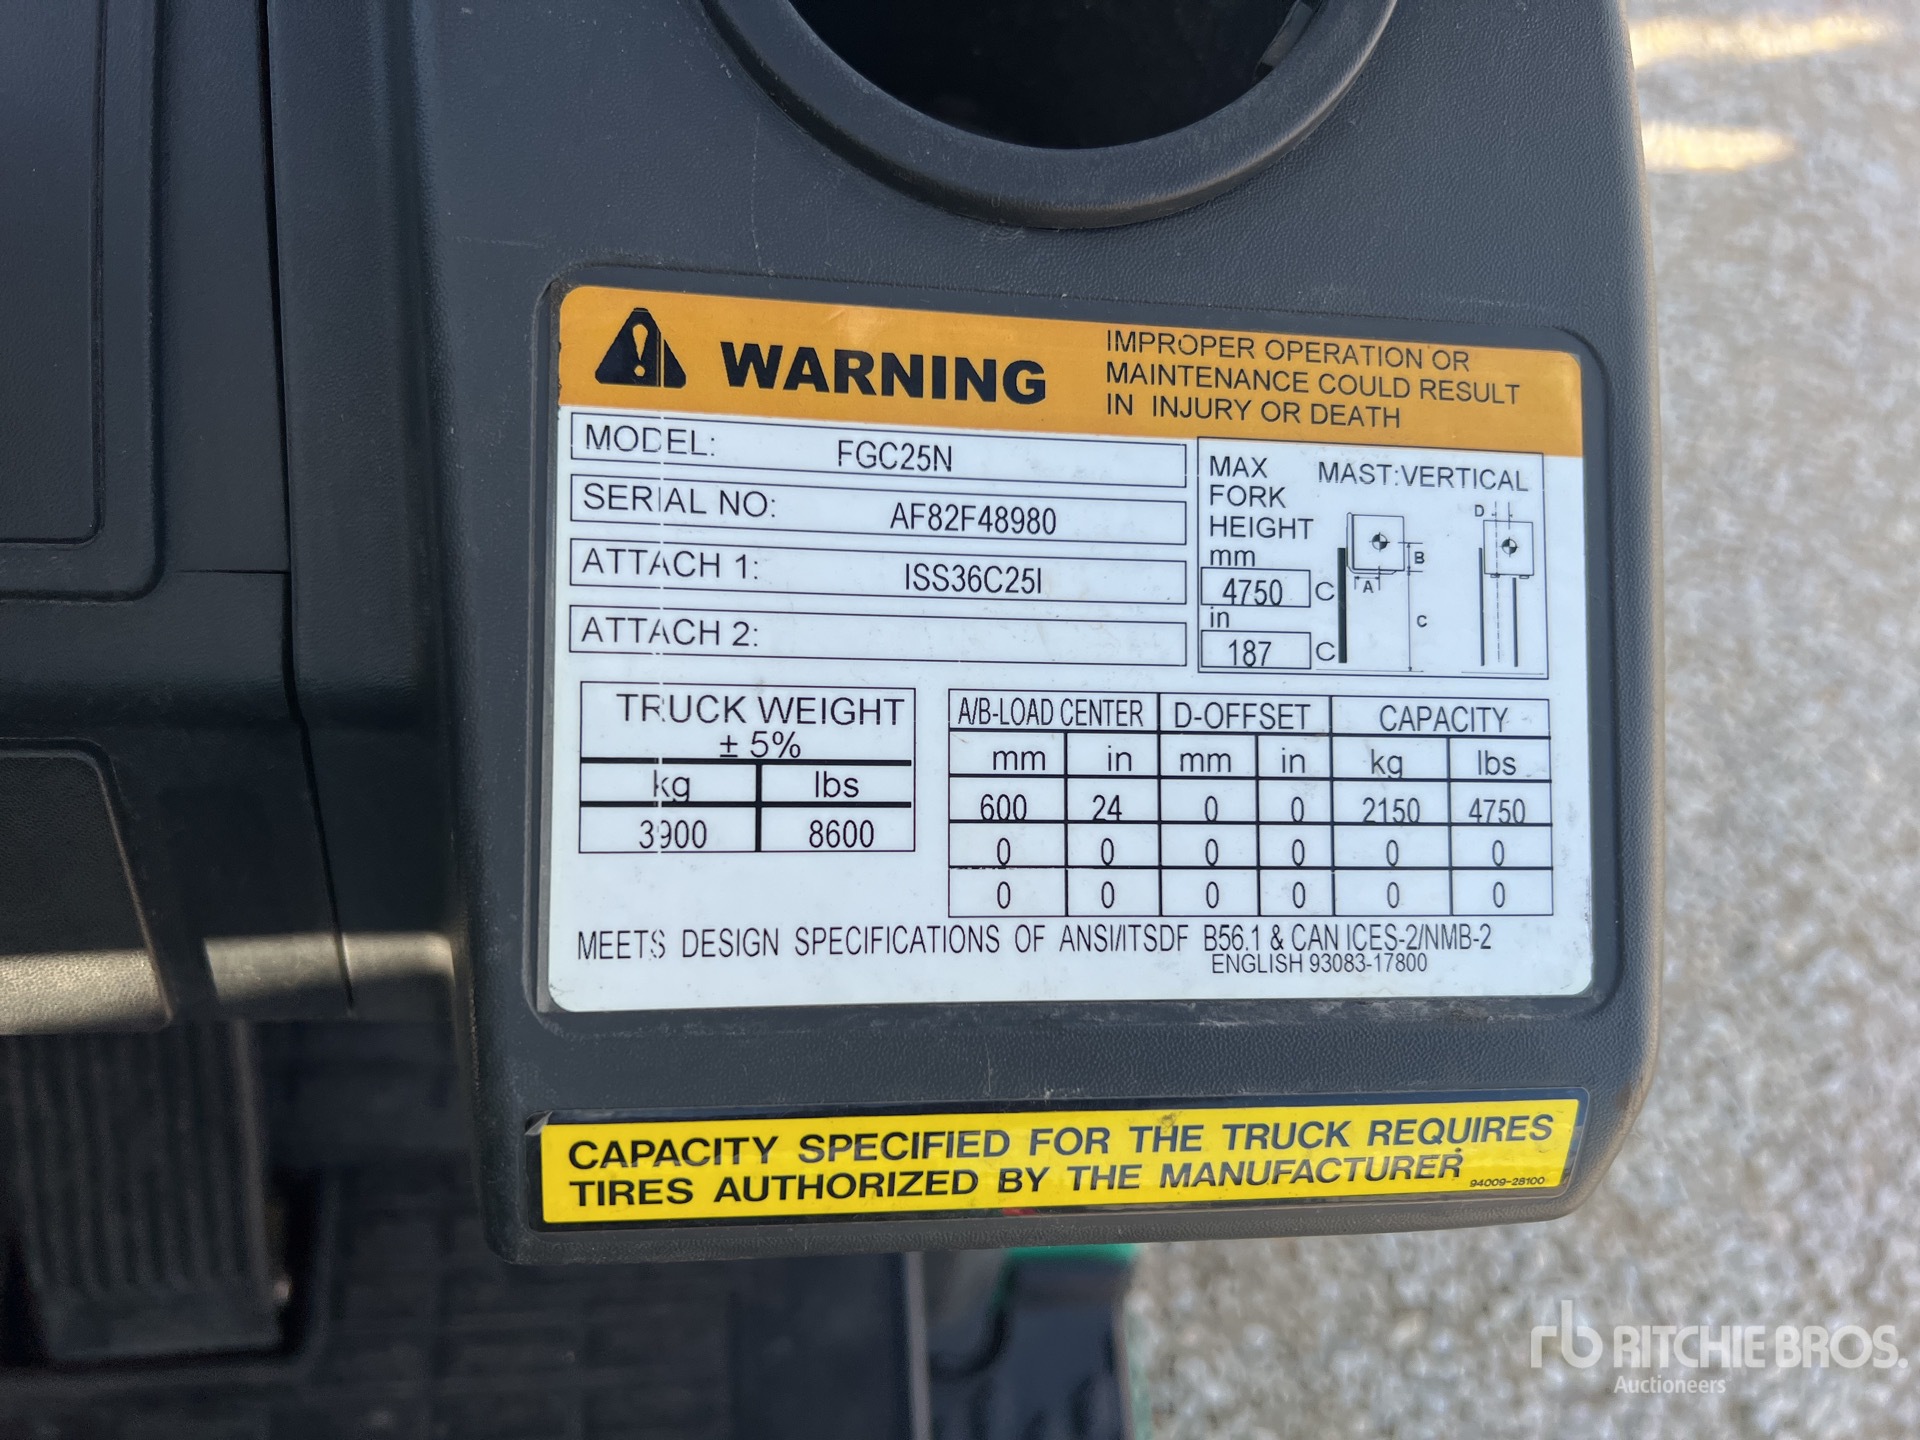 WARNING
IMPROPER OPERATION OR
MAINTENANCE COULD RESULT
IN INJURY OR DEATH
MODEL: FGC25N
SERIAL NO: AF82F48980
ATTACH 1: ISS36C25I
ATTACH 2:
MAX
FORK
HEIGHT
mm
4750 C
in
187 C
MAST:VERTICAL
D
B
A
C
TRUCK WEIGHT
± 5%
kg lbs
3900 8600
A/B-LOAD CENTER D-OFFSET CAPACITY
mm in mm in kg lbs
600 24 0 0 2150 4750
0 0 0 0 0 0
0 0 0 0 0 0
MEETS DESIGN SPECIFICATIONS OF ANSI/ITSDF B56.1 & CAN ICES-2/NMB-2
ENGLISH 93083-17800
CAPACITY SPECIFIED FOR THE TRUCK REQUIRES
TIRES AUTHORIZED BY THE MANUFACTURER
94009-28100
rb RITCHIE BROS.
Auctioneers